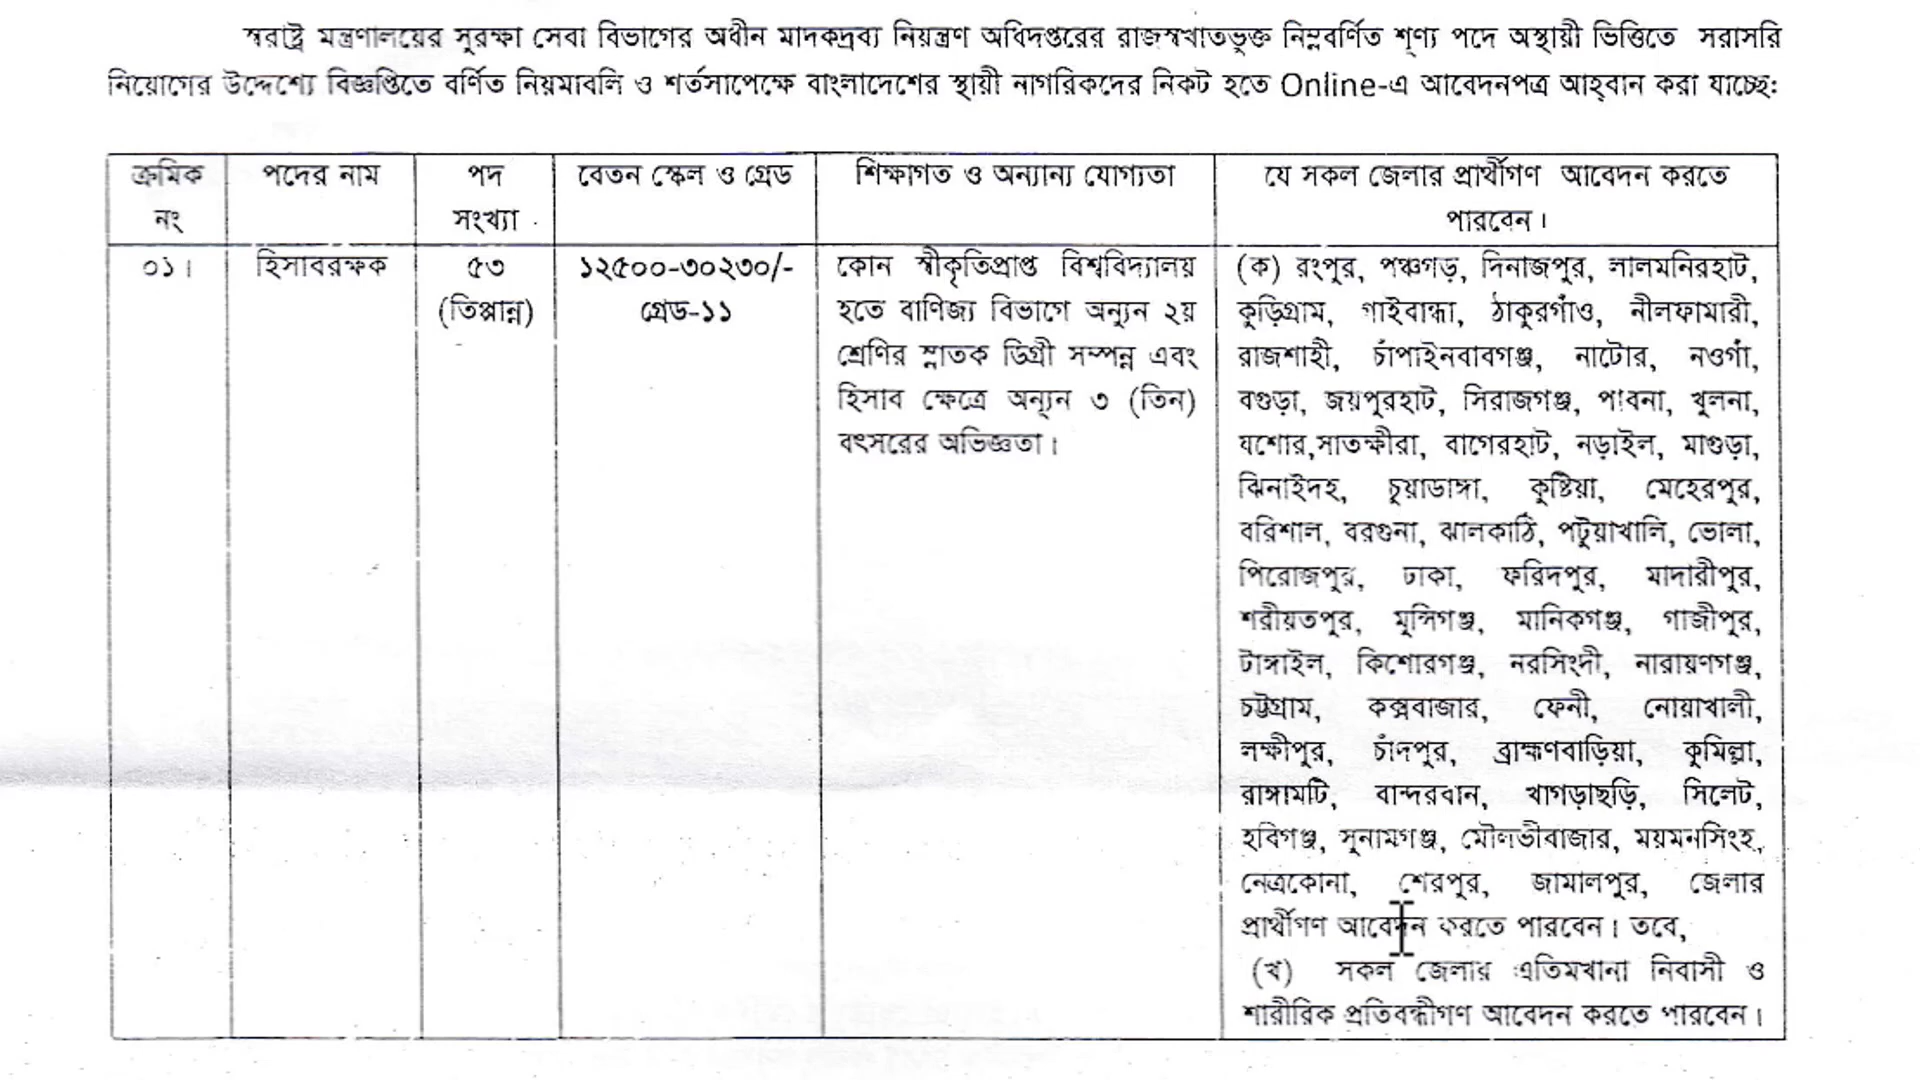 স্বরাষ্ট্র মন্ত্রণালয়ের সুরক্ষা সেবা বিভাগের অধীন মাদকদ্রব্য নিয়ন্ত্রণ অধিদপ্তরের রাজস্বখাতভুক্ত নিম্নবর্ণিত শূণ্য পদে অস্থায়ী ভিত্তিতে সরাসরি
নিয়োগের উদ্দেশ্যে বিজ্ঞপ্তিতে বর্ণিত নিয়মাবলি ও শর্তসাপেক্ষে বাংলাদেশের স্থায়ী নাগরিকদের নিকট হতে Online-এ আবেদনপত্র আহ্বান করা যাচ্ছে:
ক্রমিক নং
পদের নাম
পদ সংখ্যা
বেতন স্কেল ও গ্রেড
শিক্ষাগত ও অন্যান্য যোগ্যতা
যে সকল জেলার প্রার্থীগণ আবেদন করতে
পারবেন।
০১।
হিসাবরক্ষক
৫৩
(তিপ্পান্ন)
১২৫০০-৩০২৩০/-
গ্রেড-১১
কোন স্বীকৃতিপ্রাপ্ত বিশ্ববিদ্যালয়
হতে বাণিজ্য বিভাগে অন্যুন ২য়
শ্রেণির স্নাতক ডিগ্রী সম্পন্ন এবং
হিসাব ক্ষেত্রে অন্যূন ৩ (তিন)
বৎসরের অভিজ্ঞতা।
(ক) রংপুর, পঞ্চগড়, দিনাজপুর, লালমনিরহাট,
কুড়িগ্রাম, গাইবান্ধা, ঠাকুরগাঁও, নীলফামারী,
রাজশাহী, চাঁপাইনবাবগঞ্জ, নাটোর, নওগাঁ,
বগুড়া, জয়পুরহাট, সিরাজগঞ্জ, পাবনা, খুলনা,
যশোর,সাতক্ষীরা, বাগেরহাট, নড়াইল, মাগুড়া,
ঝিনাইদহ, চুয়াডাঙ্গা, কুষ্টিয়া, মেহেরপুর,
বরিশাল, বরগুনা, ঝালকাঠি, পটুয়াখালি, ভোলা,
পিরোজপুর, ঢাকা, ফরিদপুর, মাদারীপুর,
শরীয়তপুর, মুন্সিগঞ্জ, মানিকগঞ্জ, গাজীপুর,
টাঙ্গাইল, কিশোরগঞ্জ, নরসিংদী, নারায়ণগঞ্জ,
চট্টগ্রাম, কক্সবাজার, ফেনী, নোয়াখালী,
লক্ষীপুর, চাঁদপুর, ব্রাহ্মণবাড়িয়া, কুমিল্লা,
রাঙ্গামটি, বান্দরবান, খাগড়াছড়ি, সিলেট,
হবিগঞ্জ, সুনামগঞ্জ, মৌলভীবাজার, ময়মনসিংহ,
নেত্রকোনা, শেরপুর, জামালপুর, জেলার
প্রার্থীগণ আবেদন করতে পারবেন। তবে,
(খ) সকল জেলার এতিমখানা নিবাসী ও
শারীরিক প্রতিবন্ধীগণ আবেদন করতে পারবেন।